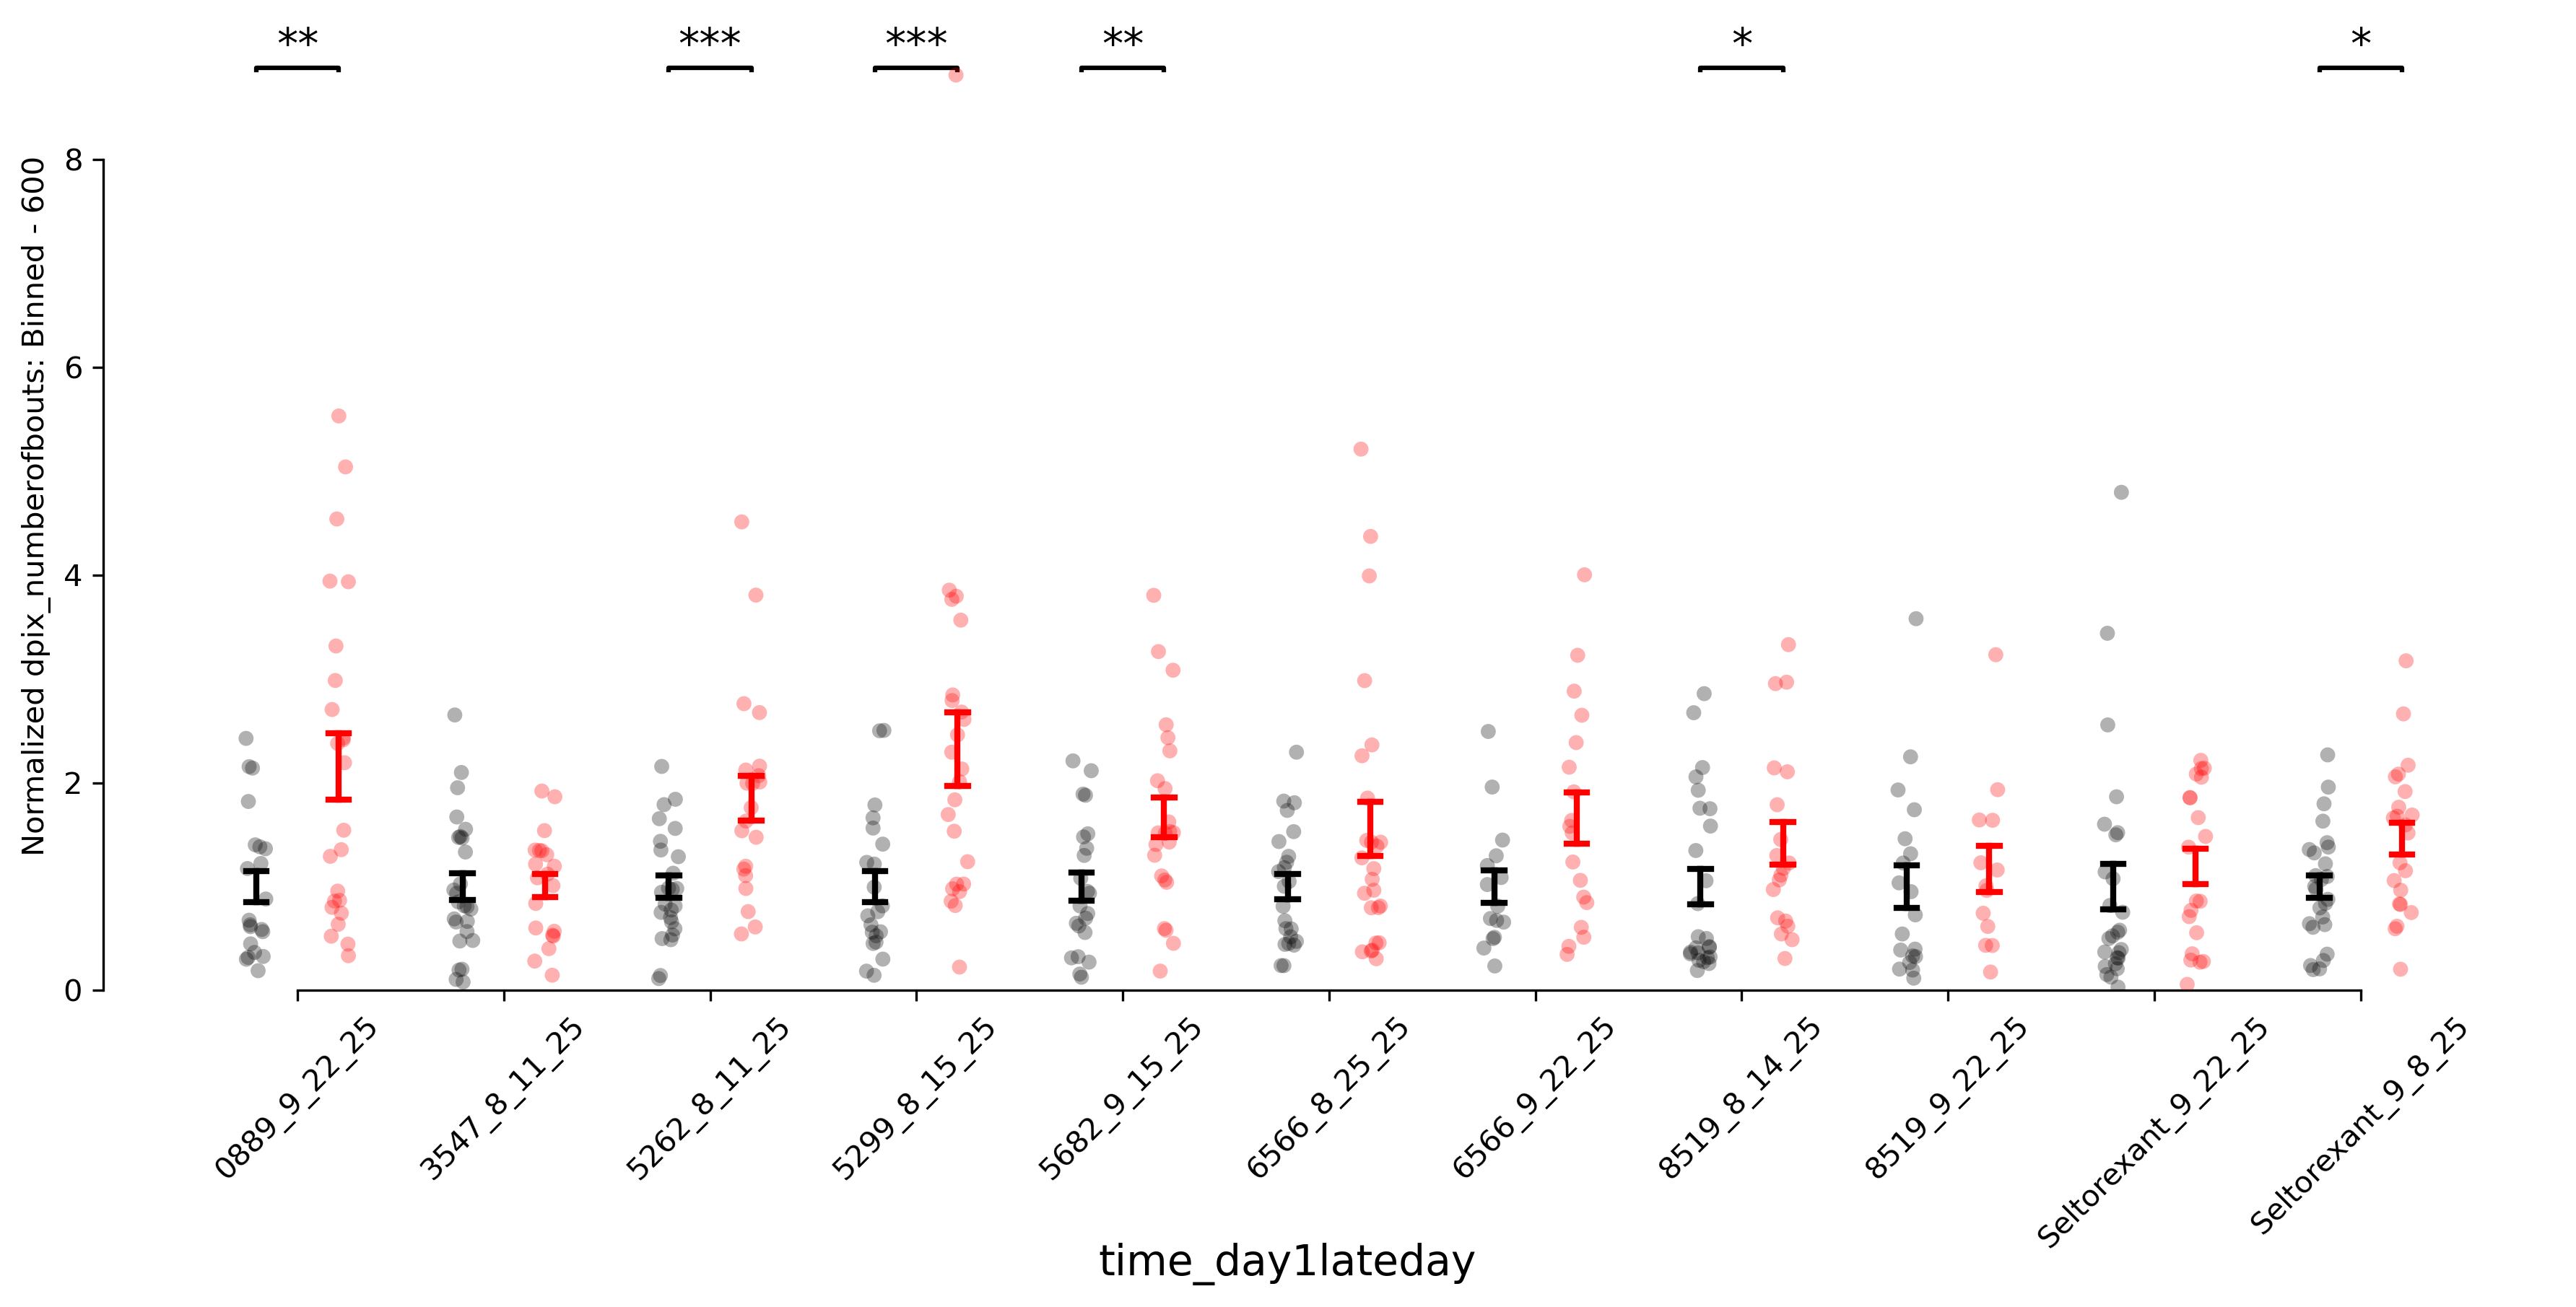 ** *** *** ** * *
Normalized dpix_numberofbouts: Binned - 600
8
6
4
2
0
0889_9_22_25
3547_8_11_25
5262_8_11_25
5299_8_15_25
5682_9_15_25
6566_8_25_25
6566_9_22_25
8519_8_14_25
8519_9_22_25
Seltorexant_9_22_25
Seltorexant_9_8_25
time_day1lateday